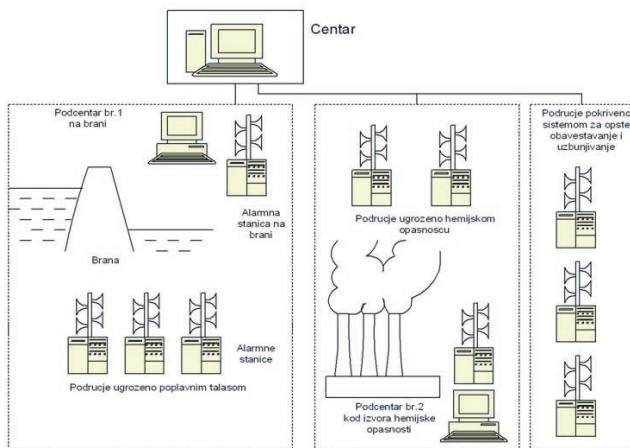 Centar
Podcentar br.1
na brani
Alarmna
stanica na
brani
Brana
Alarmne
stanice
Podrucje ugrozeno poplavnim talasom
Podrucje ugrozeno hemijskom
opasnoscu
Podcentar br.2
kod izvora hemijske
opasnosti
Podrucje pokriveno
sistemom za opste
obavestavanje i
uzbunjivanje